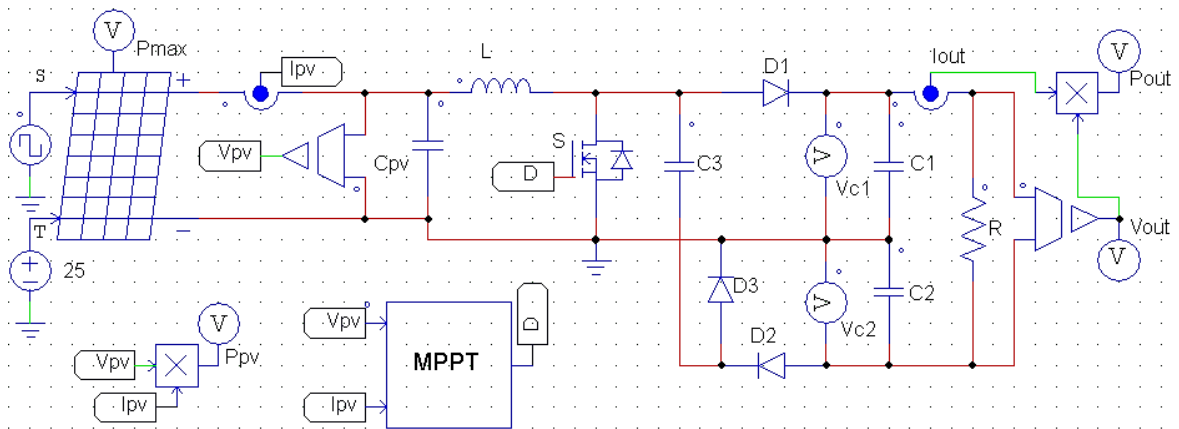 V
Pmax
S
+
Ipv
L
D1
Iout
V
Pout
Vpv
Cpv
S
D
C3
V
Vc1
C1
T
−
25
D3
V
Vc2
C2
R
Vout
V
D2
V
Vpv
Ppv
Ipv
Vpv
MPPT
D
Ipv